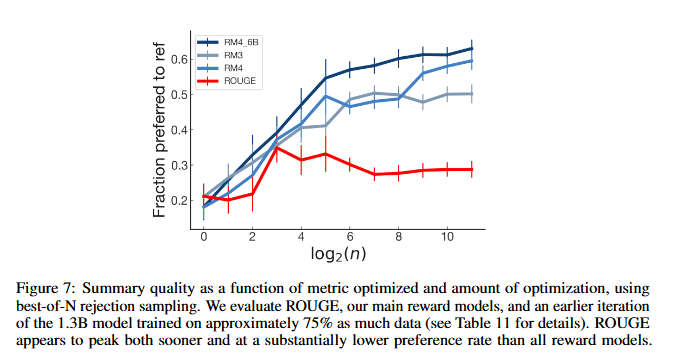 RM4_6B
RM3
RM4
ROUGE
Fraction preferred to ref
0.6
0.5
0.4
0.3
0.2
0 2 4 6 8 10
log2(n)
Figure 7: Summary quality as a function of metric optimized and amount of optimization, using
best-of-N rejection sampling. We evaluate ROUGE, our main reward models, and an earlier iteration
of the 1.3B model trained on approximately 75% as much data (see Table 11 for details). ROUGE
appears to peak both sooner and at a substantially lower preference rate than all reward models.